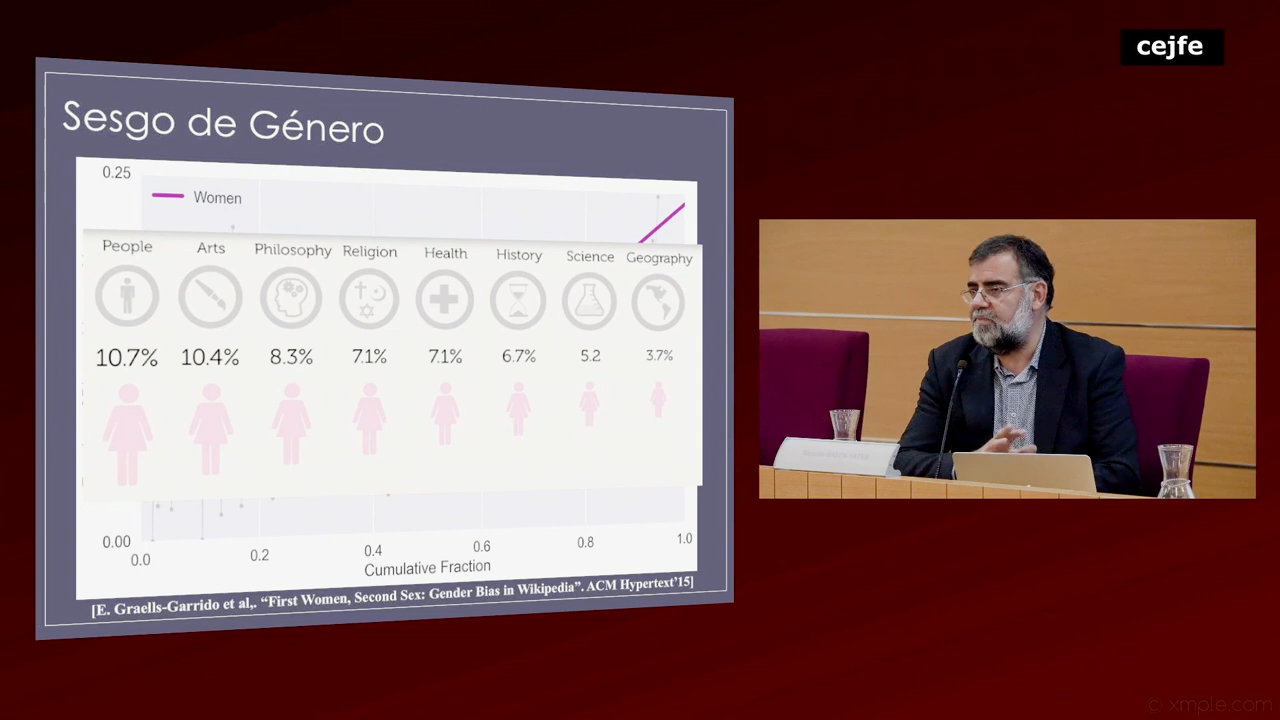 cejfe
Sesgo de Género
0.25
Women
People Arts Philosophy Religion Health History Science Geography
10.7% 10.4% 8.3% 7.1% 7.1% 6.7% 5.2 3.7%
0.00
0.0 0.2 0.4 0.6 0.8 1.0
Cumulative Fraction
[E. Graells-Garrido et al,. “First Women, Second Sex: Gender Bias in Wikipedia”. ACM Hypertext’15]
© xmple.com